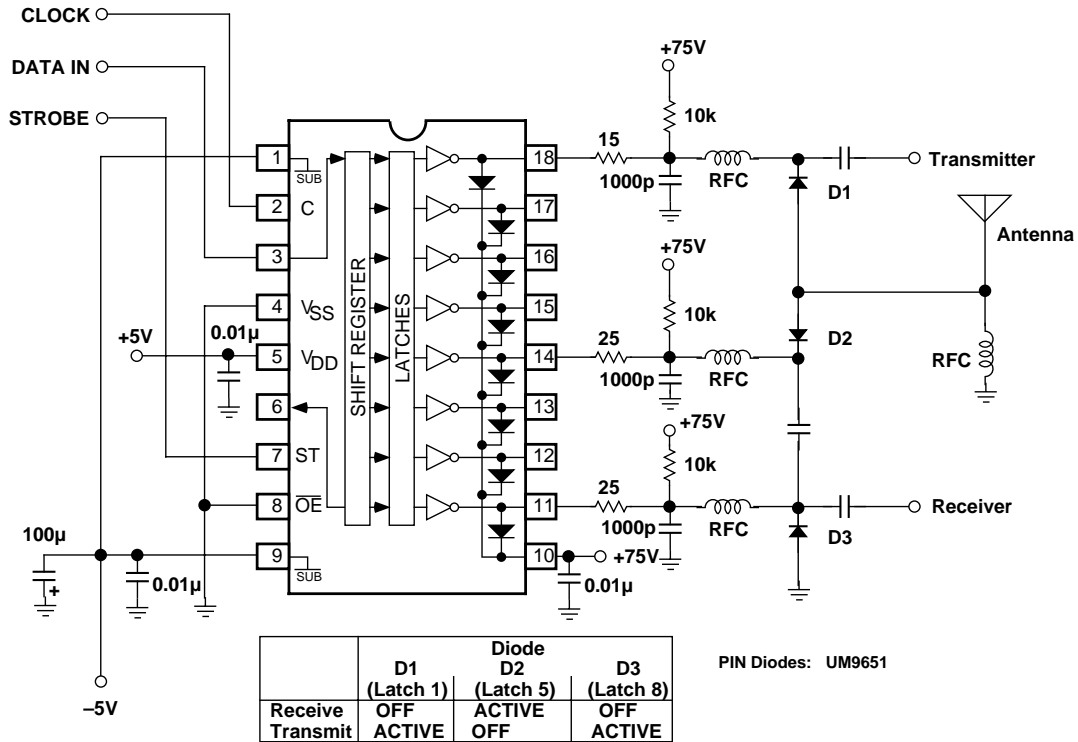 CLOCK
DATA IN
STROBE
+75V
10k
15
1000p
RFC
D1
Transmitter
Antenna
1
SUB
18
2
C
17
3
16
4
VSS
15
+5V
0.01µ
5
VDD
14
6
13
7
ST
12
8
OE
11
9
SUB
10
SHIFT REGISTER
LATCHES
+75V
10k
25
1000p
RFC
D2
RFC
+75V
10k
25
1000p
RFC
D3
Receiver
100µ
+
0.01µ
+75V
0.01µ
–5V
Diode
D1 D2 D3
(Latch 1) (Latch 5) (Latch 8)
Receive OFF ACTIVE OFF
Transmit ACTIVE OFF ACTIVE
PIN Diodes: UM9651